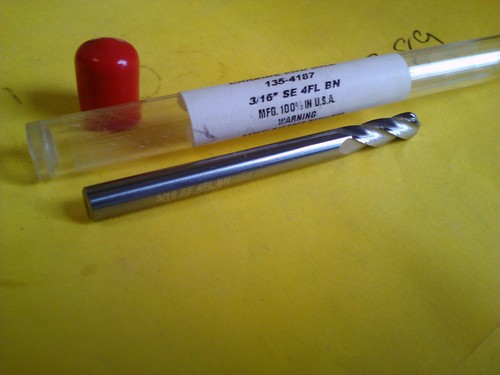 135-4187
3/16" SE 4FL BN
MFG. 100% IN U.S.A.
WARNING
3/16 SE 4FL BN